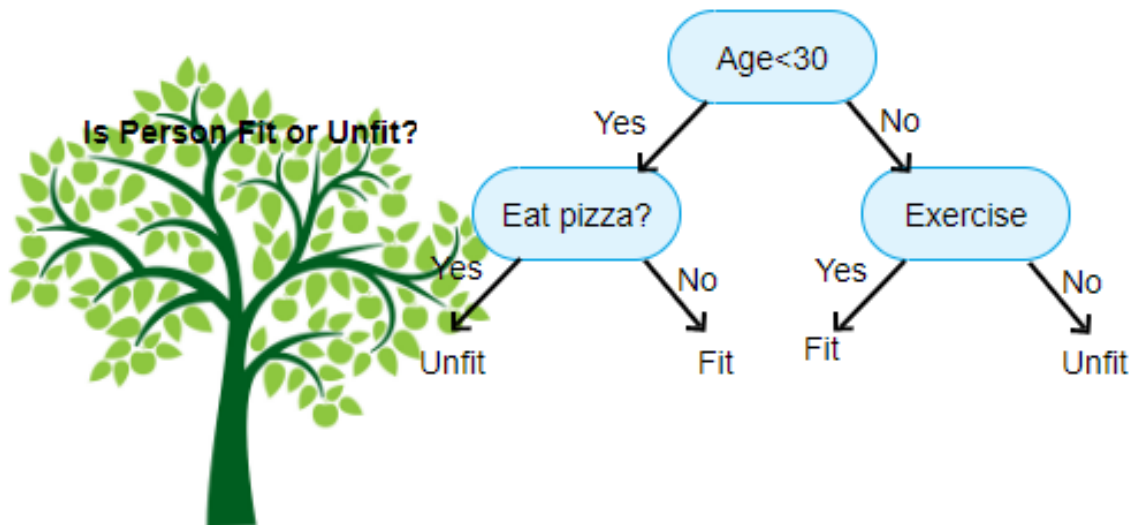 Age<30
Is Person Fit or Unfit?
Yes
No
Eat pizza?
Exercise
Yes
No
Yes
No
Unfit
Fit
Fit
Unfit